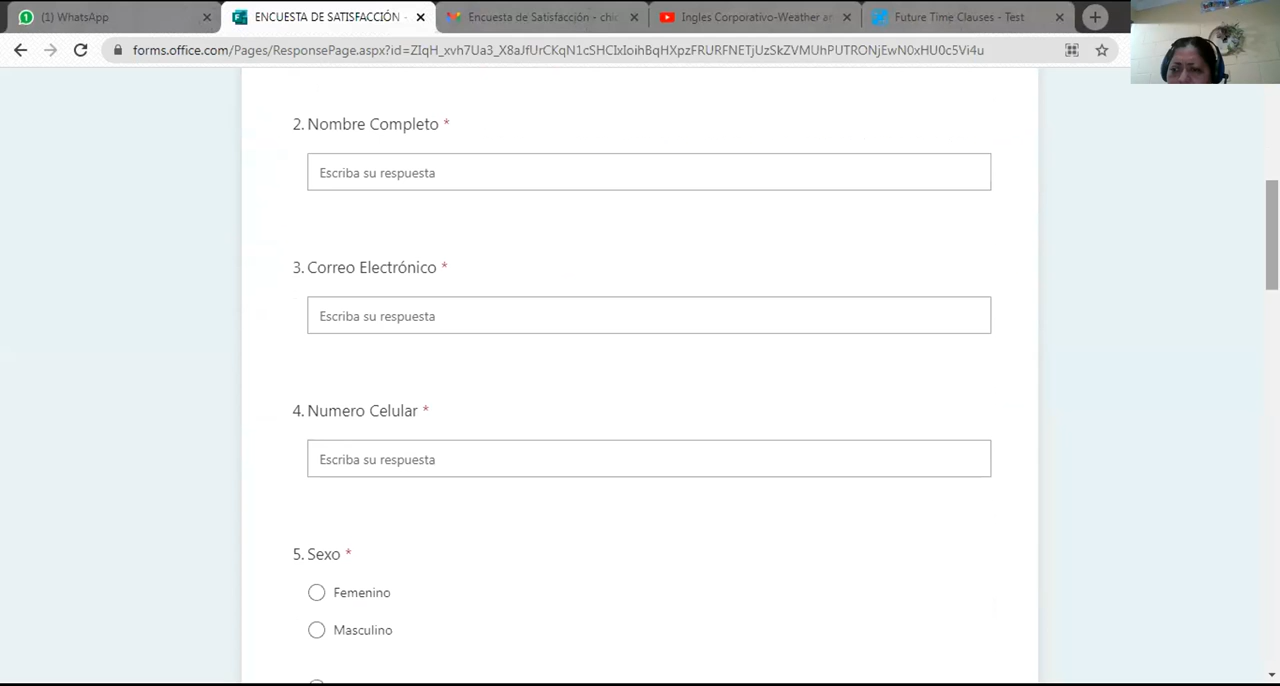 (1) WhatsApp
ENCUESTA DE SATISFACCIÓN -
Encuesta de Satisfacción - chi
Ingles Corporativo-Weather ar
Future Time Clauses - Test
forms.office.com/Pages/ResponsePage.aspx?id=ZIqH_xvh7Ua3_X8aJfUrCKqN1cSHCIxIoihBqHXpzFRURFNETjUzSkZVMUhPUTRONjEwN0xHU0c5Vi4u
2. Nombre Completo *
Escriba su respuesta
3. Correo Electrónico *
Escriba su respuesta
4. Numero Celular *
Escriba su respuesta
5. Sexo *
Femenino
Masculino